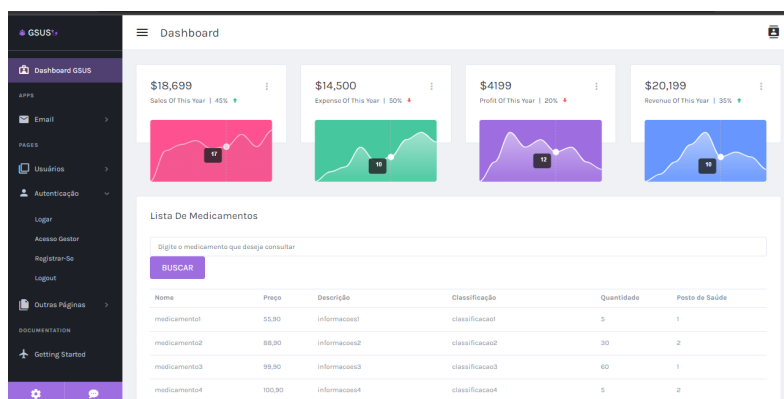 GSUS
Dashboard
Dashboard GSUS
APPS
Email
PAGES
Usuários
Autenticação
Logar
Acesso Gestor
Registrar-Se
Logout
Outras Páginas
DOCUMENTATION
Getting Started
$18,699
Sales Of This Year | 45%
17
$14,500
Expense Of This Year | 50%
10
$4199
Profit Of This Year | 20%
12
$20,199
Revenue Of This Year | 35%
10
Lista De Medicamentos
Digite o medicamento que deseja consultar
BUSCAR
Nome Preço Descrição Classificação Quantidade Posto de Saúde
medicamento1 55,90 informacoes1 classificacao1 5 1
medicamento2 88,90 informacoes2 classificacao2 30 2
medicamento3 99,90 informacoes3 classificacao3 60 1
medicamento4 100,90 informacoes4 classificacao4 5 2